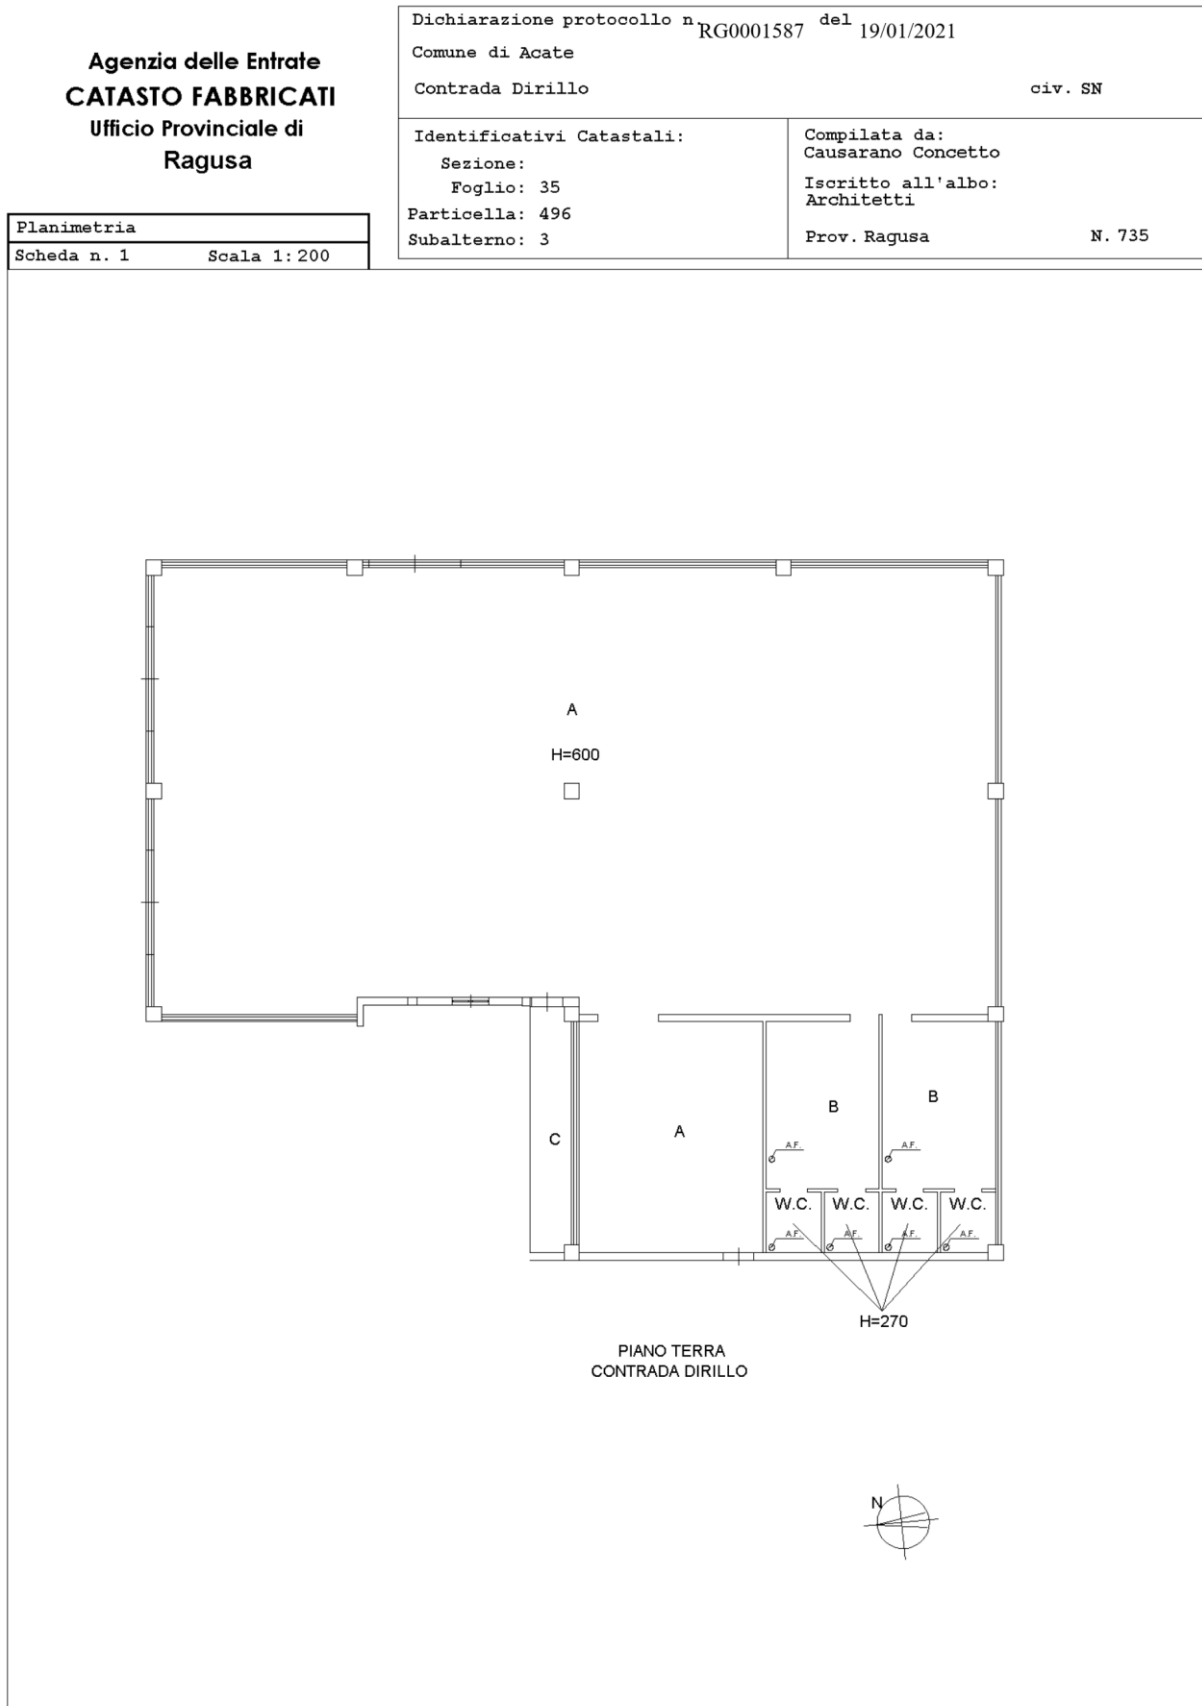 Agenzia delle Entrate
CATASTO FABBRICATI
Ufficio Provinciale di
Ragusa
Dichiarazione protocollo n. RG0001587 del 19/01/2021
Comune di Acate
Contrada Dirillo civ. SN
Identificativi Catastali:
Sezione:
Foglio: 35
Particella: 496
Subalterno: 3
Compilata da:
Causarano Concetto
Iscritto all'albo:
Architetti
Prov. Ragusa N. 735
Planimetria
Scheda n. 1 Scala 1:200
A
H=600
C
A
B
B
A.F. A.F.
W.C. W.C. W.C. W.C.
A.F. A.F. A.F. A.F.
H=270
PIANO TERRA
CONTRADA DIRILLO
N